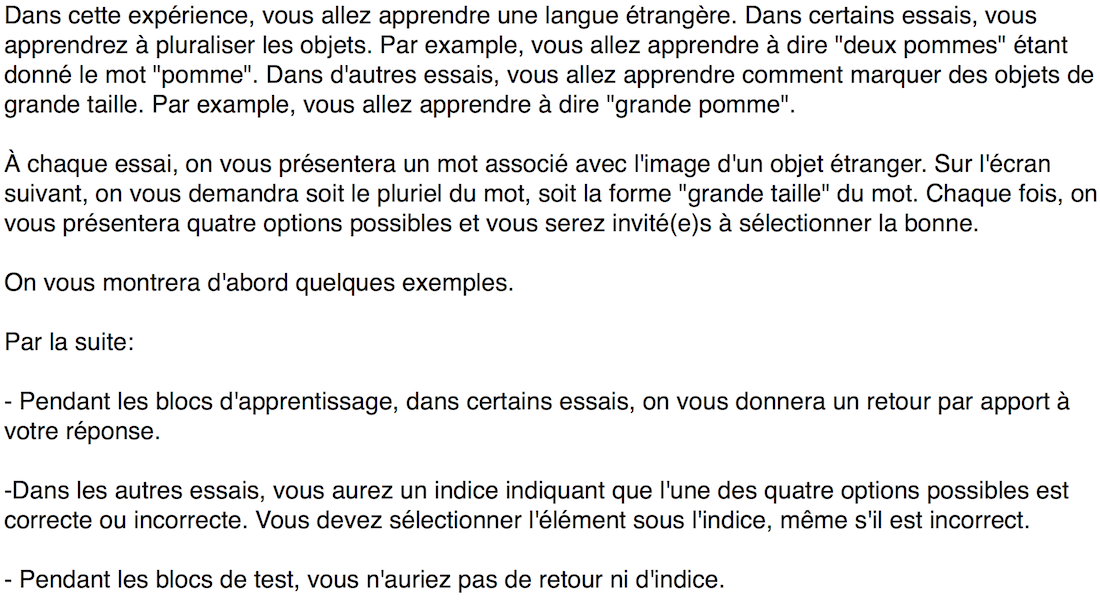 Dans cette expérience, vous allez apprendre une langue étrangère. Dans certains essais, vous
apprendrez à pluraliser les objets. Par example, vous allez apprendre à dire "deux pommes" étant
donné le mot "pomme". Dans d'autres essais, vous allez apprendre comment marquer des objets de
grande taille. Par example, vous allez apprendre à dire "grande pomme".
À chaque essai, on vous présentera un mot associé avec l'image d'un objet étranger. Sur l'écran
suivant, on vous demandra soit le pluriel du mot, soit la forme "grande taille" du mot. Chaque fois, on
vous présentera quatre options possibles et vous serez invité(e)s à sélectionner la bonne.
On vous montrera d'abord quelques exemples.
Par la suite:
- Pendant les blocs d'apprentissage, dans certains essais, on vous donnera un retour par apport à
votre réponse.
-Dans les autres essais, vous aurez un indice indiquant que l'une des quatre options possibles est
correcte ou incorrecte. Vous devez sélectionner l'élément sous l'indice, même s'il est incorrect.
- Pendant les blocs de test, vous n'auriez pas de retour ni d'indice.